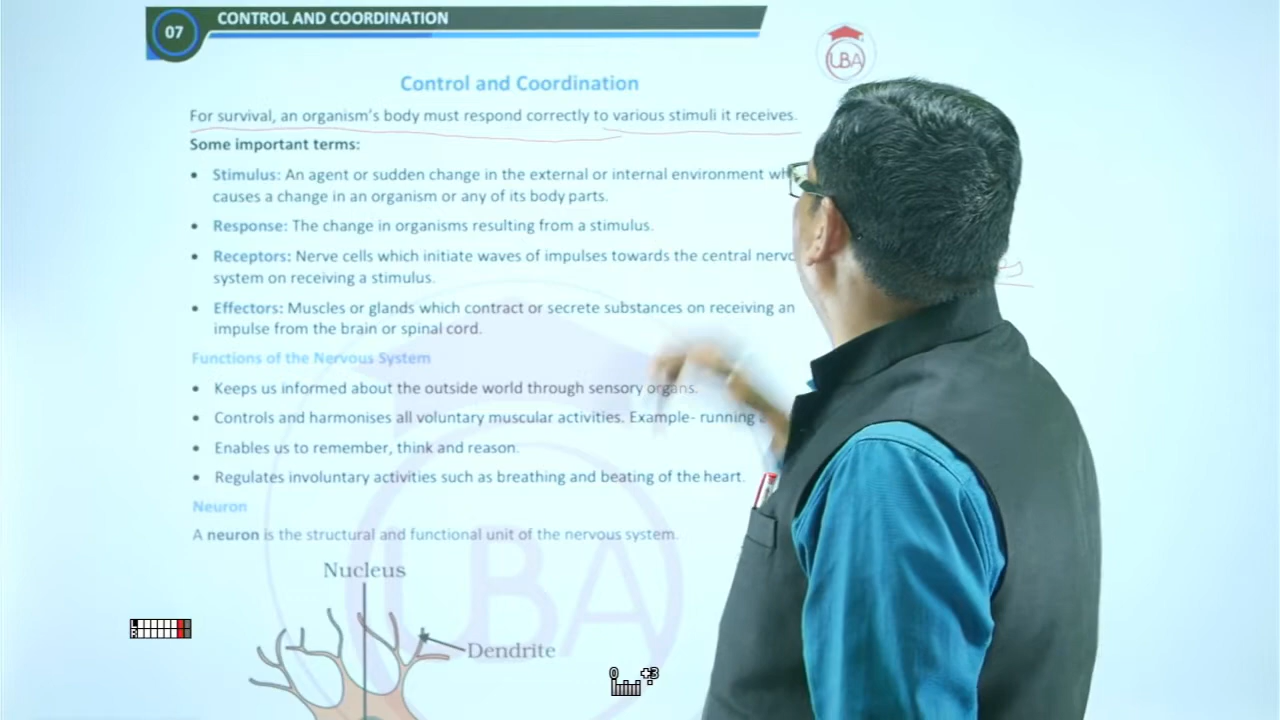 07 CONTROL AND COORDINATION
UBA
Control and Coordination
For survival, an organism's body must respond correctly to various stimuli it receives.
Some important terms:
• Stimulus: An agent or sudden change in the external or internal environment wh
causes a change in an organism or any of its body parts.
• Response: The change in organisms resulting from a stimulus.
• Receptors: Nerve cells which initiate waves of impulses towards the central nervo
system on receiving a stimulus.
• Effectors: Muscles or glands which contract or secrete substances on receiving an
impulse from the brain or spinal cord.
Functions of the Nervous System
• Keeps us informed about the outside world through sensory organs.
• Controls and harmonises all voluntary muscular activities. Example- running
• Enables us to remember, think and reason.
• Regulates involuntary activities such as breathing and beating of the heart.
Neuron
A neuron is the structural and functional unit of the nervous system.
UBA
Nucleus
Dendrite
0 +3